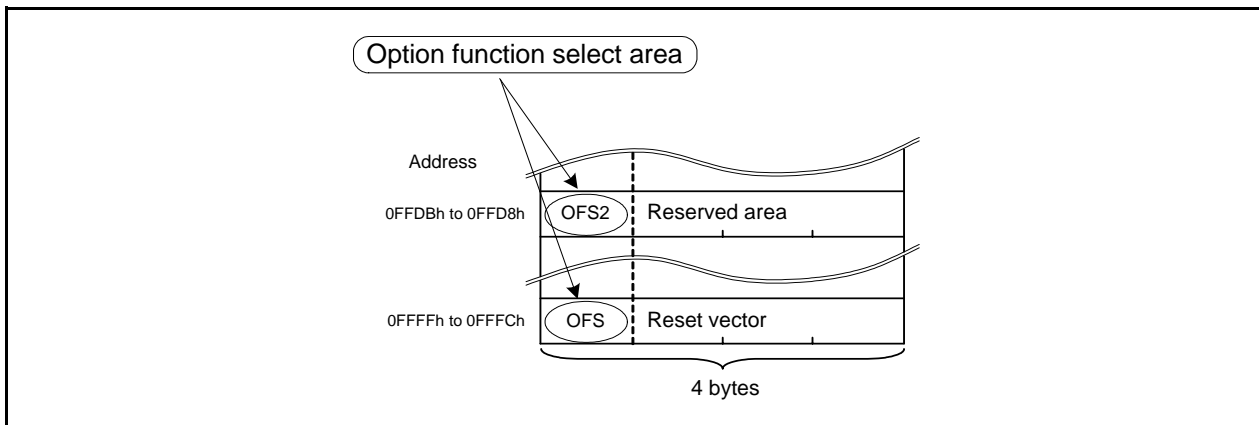 Option function select area
Address
0FFDBh to 0FFD8h
OFS2
Reserved area
0FFFFh to 0FFFCh
OFS
Reset vector
4 bytes